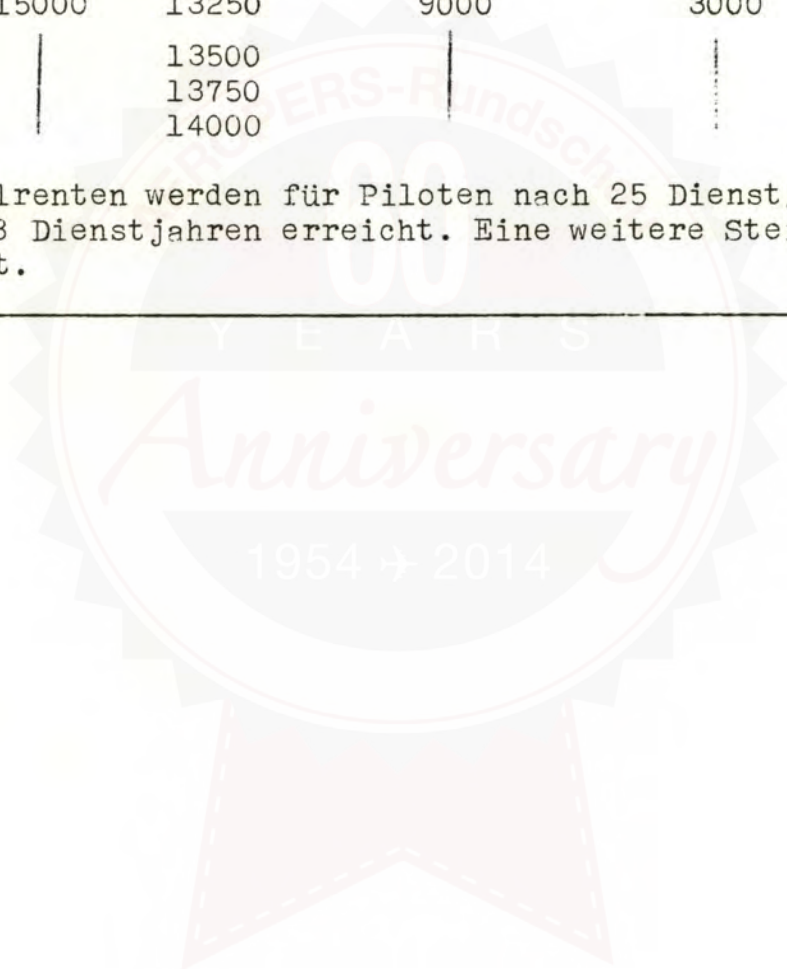 15000 13250 9000 3000
13500
13750
14000
lrenten werden für Piloten nach 25 Dienst
3 Dienstjahren erreicht. Eine weitere Ste
t.
AEROPERS-Rundsch
60
YEARS
Anniversary
1954 ✈ 2014